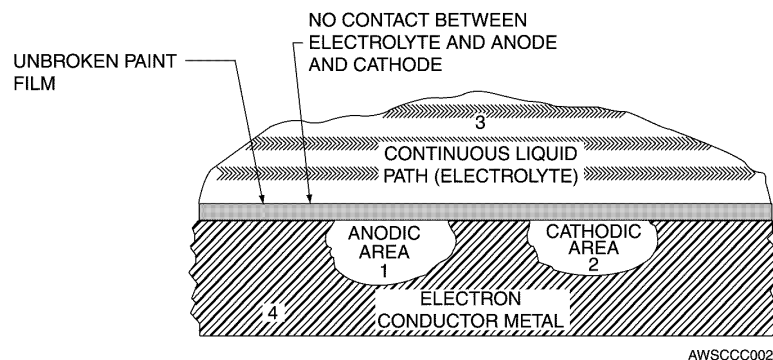 NO CONTACT BETWEEN
ELECTROLYTE AND ANODE
AND CATHODE
UNBROKEN PAINT
FILM
3
CONTINUOUS LIQUID
PATH (ELECTROLYTE)
ANODIC
AREA
1
CATHODIC
AREA
2
4
ELECTRON
CONDUCTOR METAL
AWSCCC002